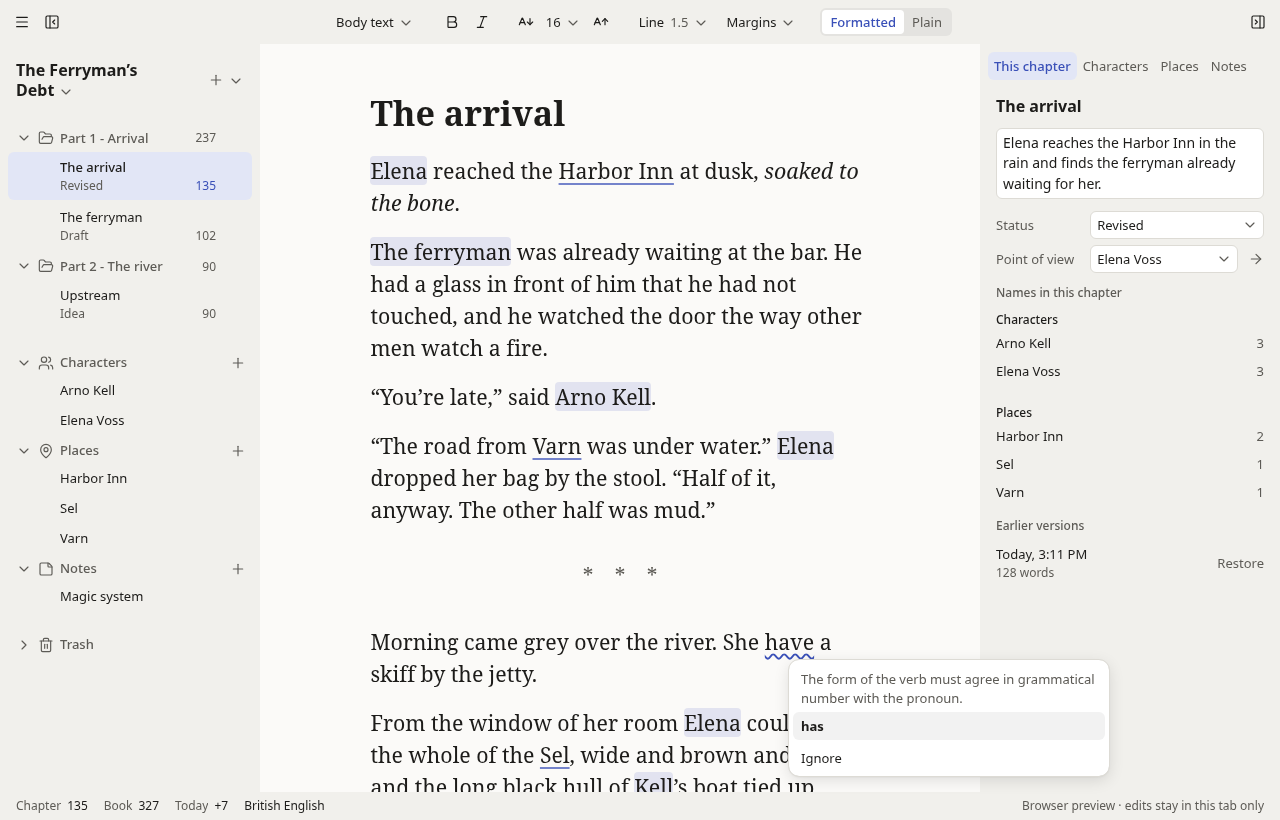 Body text
B
I
16
Line 1.5
Margins
Formatted
Plain
The Ferryman’s
Debt
Part 1 - Arrival 237
The arrival
Revised 135
The ferryman
Draft 102
Part 2 - The river 90
Upstream
Idea 90
Characters
Arno Kell
Elena Voss
Places
Harbor Inn
Sel
Varn
Notes
Magic system
Trash
The arrival
Elena reached the Harbor Inn at dusk, soaked to
the bone.
The ferryman was already waiting at the bar. He
had a glass in front of him that he had not
touched, and he watched the door the way other
men watch a fire.
“You’re late,” said Arno Kell.
“The road from Varn was under water.” Elena
dropped her bag by the stool. “Half of it,
anyway. The other half was mud.”
* * *
Morning came grey over the river. She have a
skiff by the jetty.
From the window of her room Elena coul
the whole of the Sel, wide and brown and
and the long black hull of Kell’s boat tied up
The form of the verb must agree in grammatical
number with the pronoun.
has
Ignore
This chapter
Characters
Places
Notes
The arrival
Elena reaches the Harbor Inn in the
rain and finds the ferryman already
waiting for her.
Status Revised
Point of view Elena Voss
Names in this chapter
Characters
Arno Kell 3
Elena Voss 3
Places
Harbor Inn 2
Sel 1
Varn 1
Earlier versions
Today, 3:11 PM
128 words
Restore
Chapter 135 Book 327 Today +7 British English
Browser preview · edits stay in this tab only